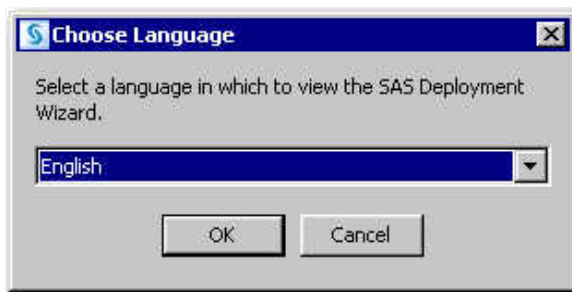 Choose Language
Select a language in which to view the SAS Deployment
Wizard.
English
OK
Cancel